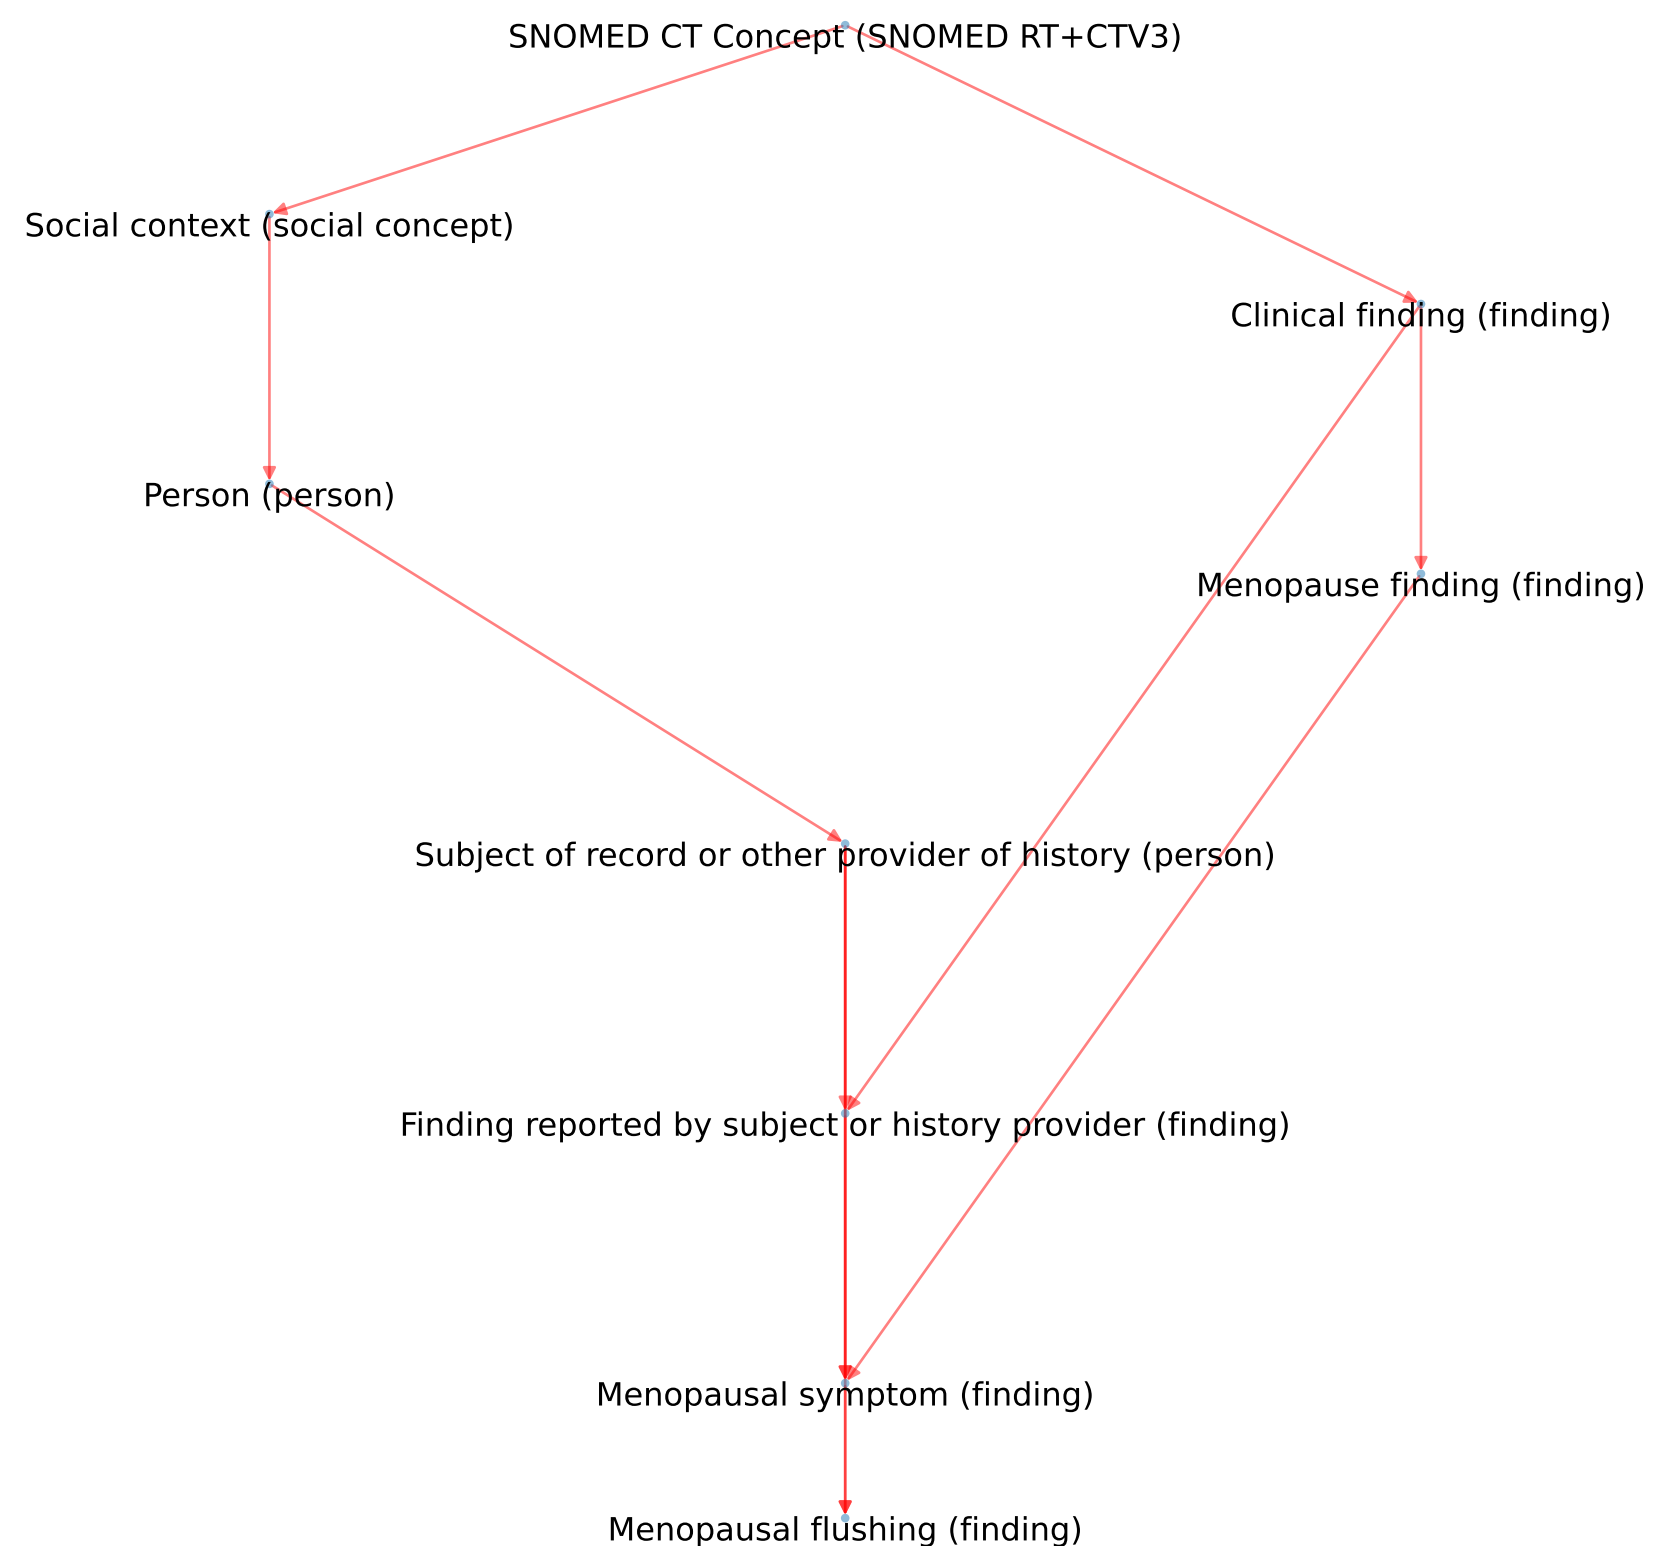 SNOMED CT Concept (SNOMED RT+CTV3)
Social context (social concept)
Clinical finding (finding)
Person (person)
Menopause finding (finding)
Subject of record or other provider of history (person)
Finding reported by subject or history provider (finding)
Menopausal symptom (finding)
Menopausal flushing (finding)